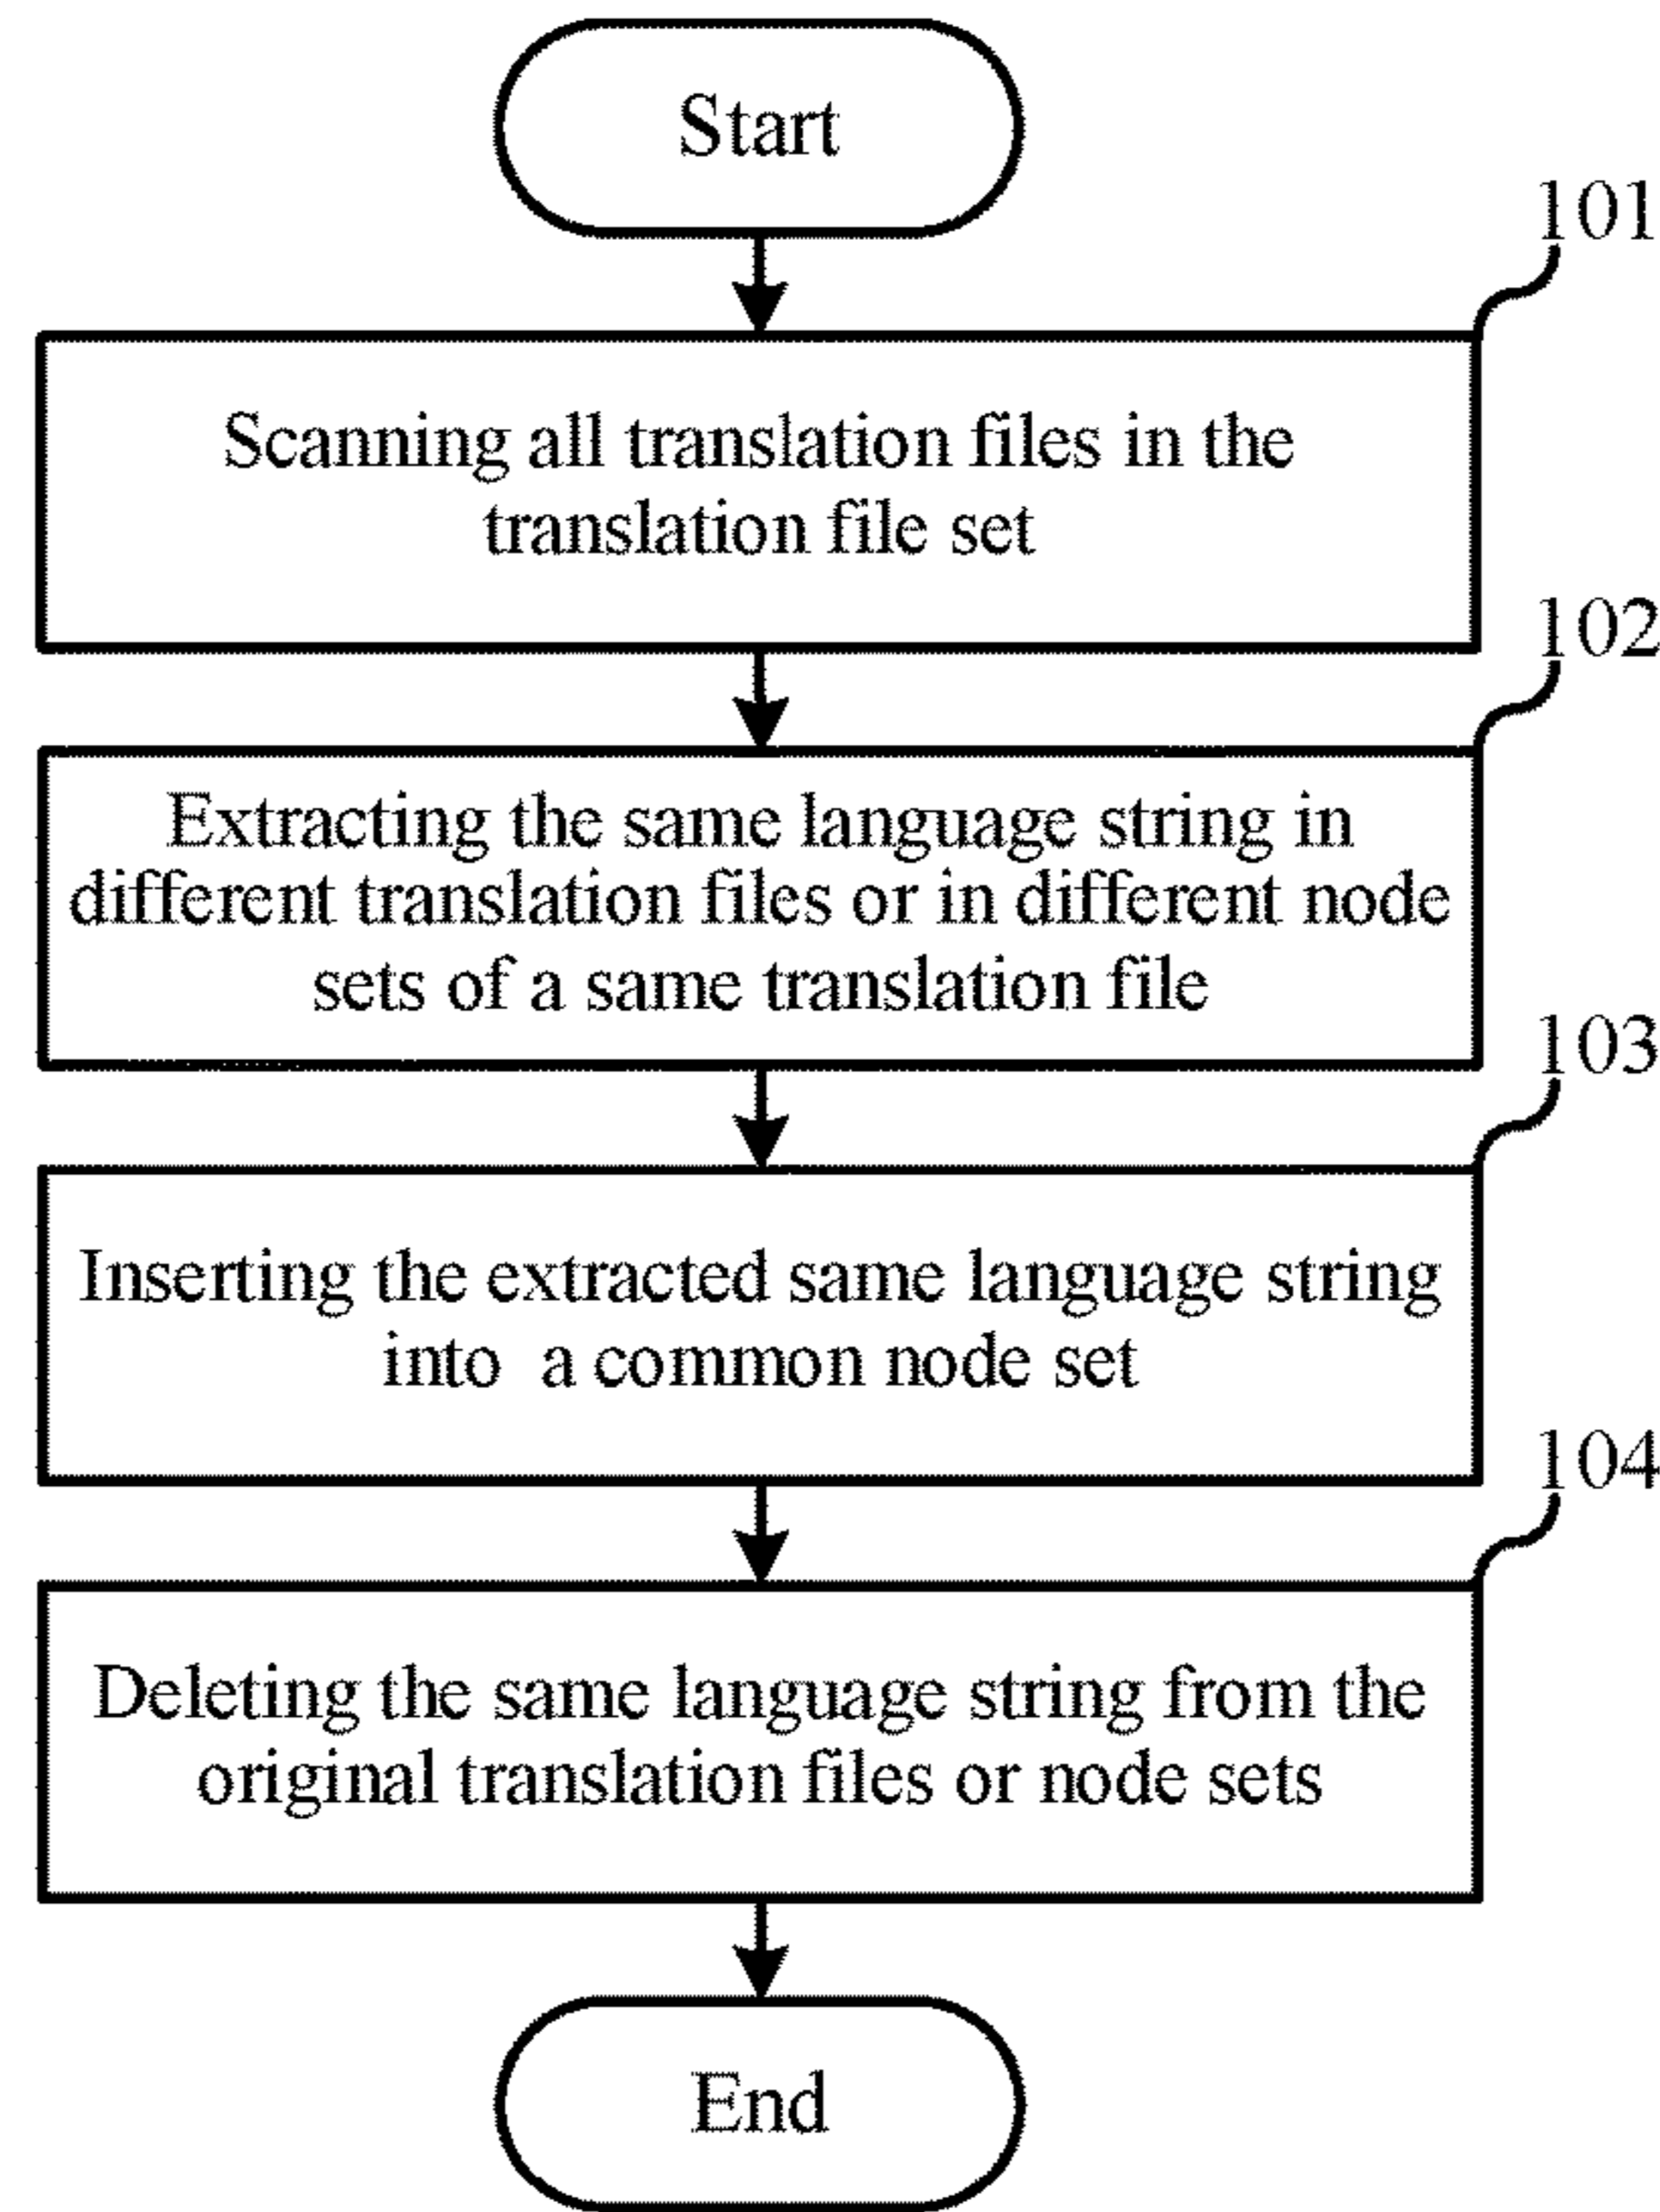 Start
101
Scanning all translation files in the
translation file set
102
Extracting the same language string in
different translation files or in different node
sets of a same translation file
103
Inserting the extracted same language string
into a common node set
104
Deleting the same language string from the
original translation files or node sets
End